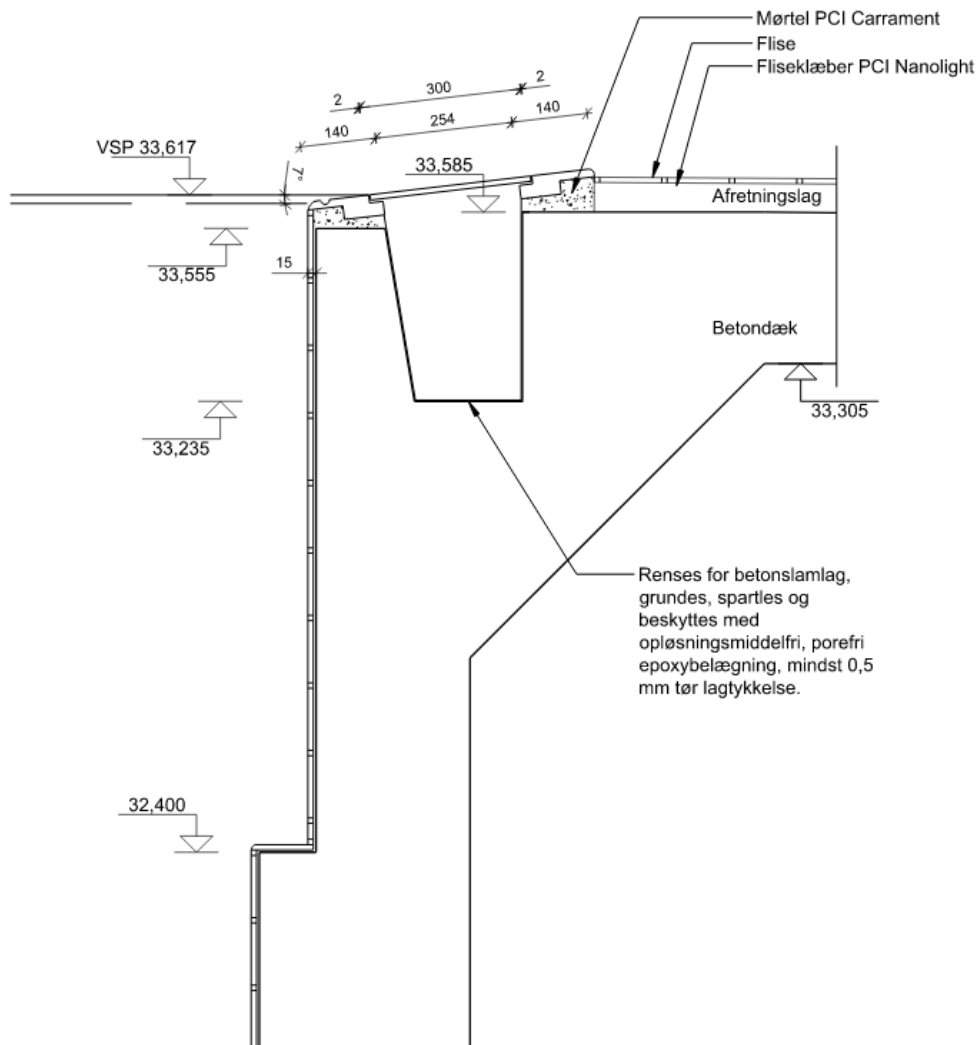 Mørtel PCI Carrament
Flise
Fliseklæber PCI Nanolight
2
300
2
140
254
140
VSP 33,617
7°
33,585
Afretningslag
33,555
15
Betondæk
33,305
33,235
Renses for betonslamlag,
grundes, spartles og
beskyttes med
opløsningsmiddelfri, porefri
epoxybelægning, mindst 0,5
mm tør lagtykkelse.
32,400